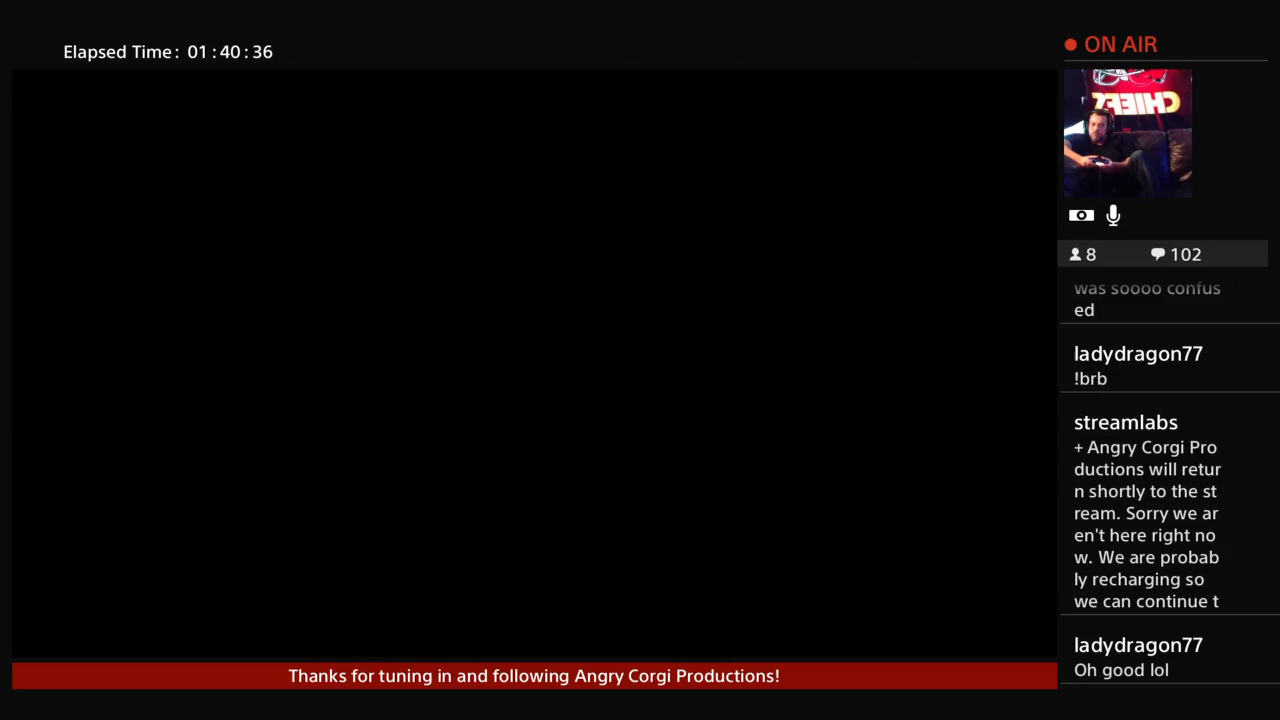 Elapsed Time: 01:40:36
ON AIR
CHIEFS
8 102
was soooo confus
ed
ladydragon77
!brb
streamlabs
+ Angry Corgi Pro
ductions will retur
n shortly to the st
ream. Sorry we ar
en't here right no
w. We are probab
ly recharging so
we can continue t
ladydragon77
Oh good lol
Thanks for tuning in and following Angry Corgi Productions!